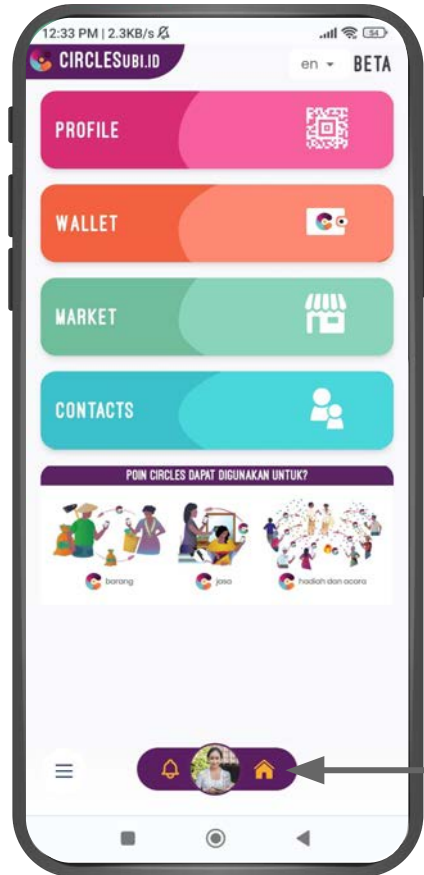 12:33 PM | 2.3KB/s
54
CIRCLESUBI.ID
en
BETA
PROFILE
WALLET
MARKET
CONTACTS
POIN CIRCLES DAPAT DIGUNAKAN UNTUK?
barang
jasa
hadiah dan acara